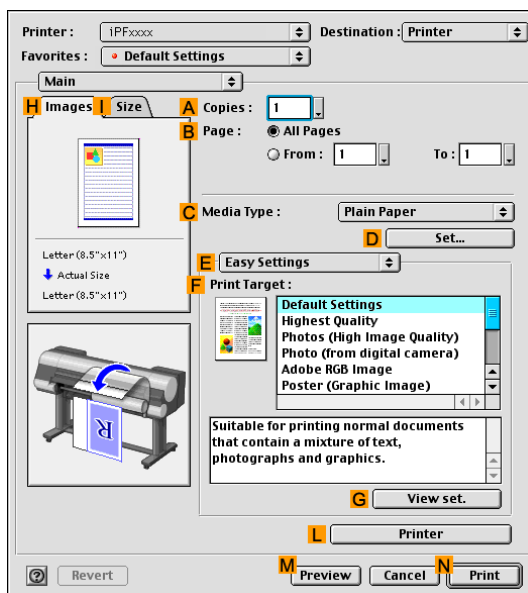 Printer : iPFxxxx Destination : Printer
Favorites : Default Settings
Main
H Images I Size
A Copies : 1
B Page : All Pages
From : 1 To : 1
C Media Type : Plain Paper
D Set...
Letter (8.5"x11")
Actual Size
Letter (8.5"x11")
E Easy Settings
F Print Target :
Default Settings
Highest Quality
Photos (High Image Quality)
Photo (from digital camera)
Adobe RGB Image
Poster (Graphic Image)
R
Suitable for printing normal documents
that contain a mixture of text,
photographs and graphics.
G View set.
L Printer
? Revert M Preview Cancel N Print